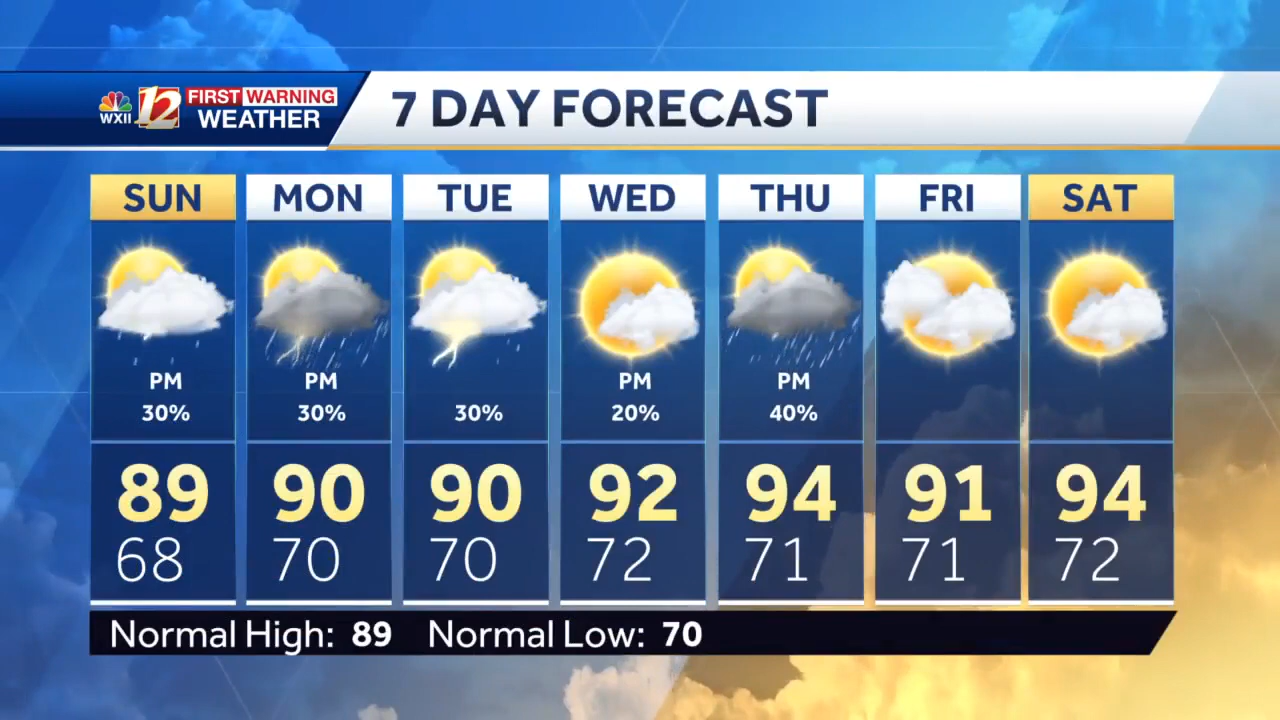 WXII 12 FIRST WARNING WEATHER
7 DAY FORECAST
SUN MON TUE WED THU FRI SAT
PM PM PM PM
30% 30% 30% 20% 40%
89 90 90 92 94 91 94
68 70 70 72 71 71 72
Normal High: 89 Normal Low: 70